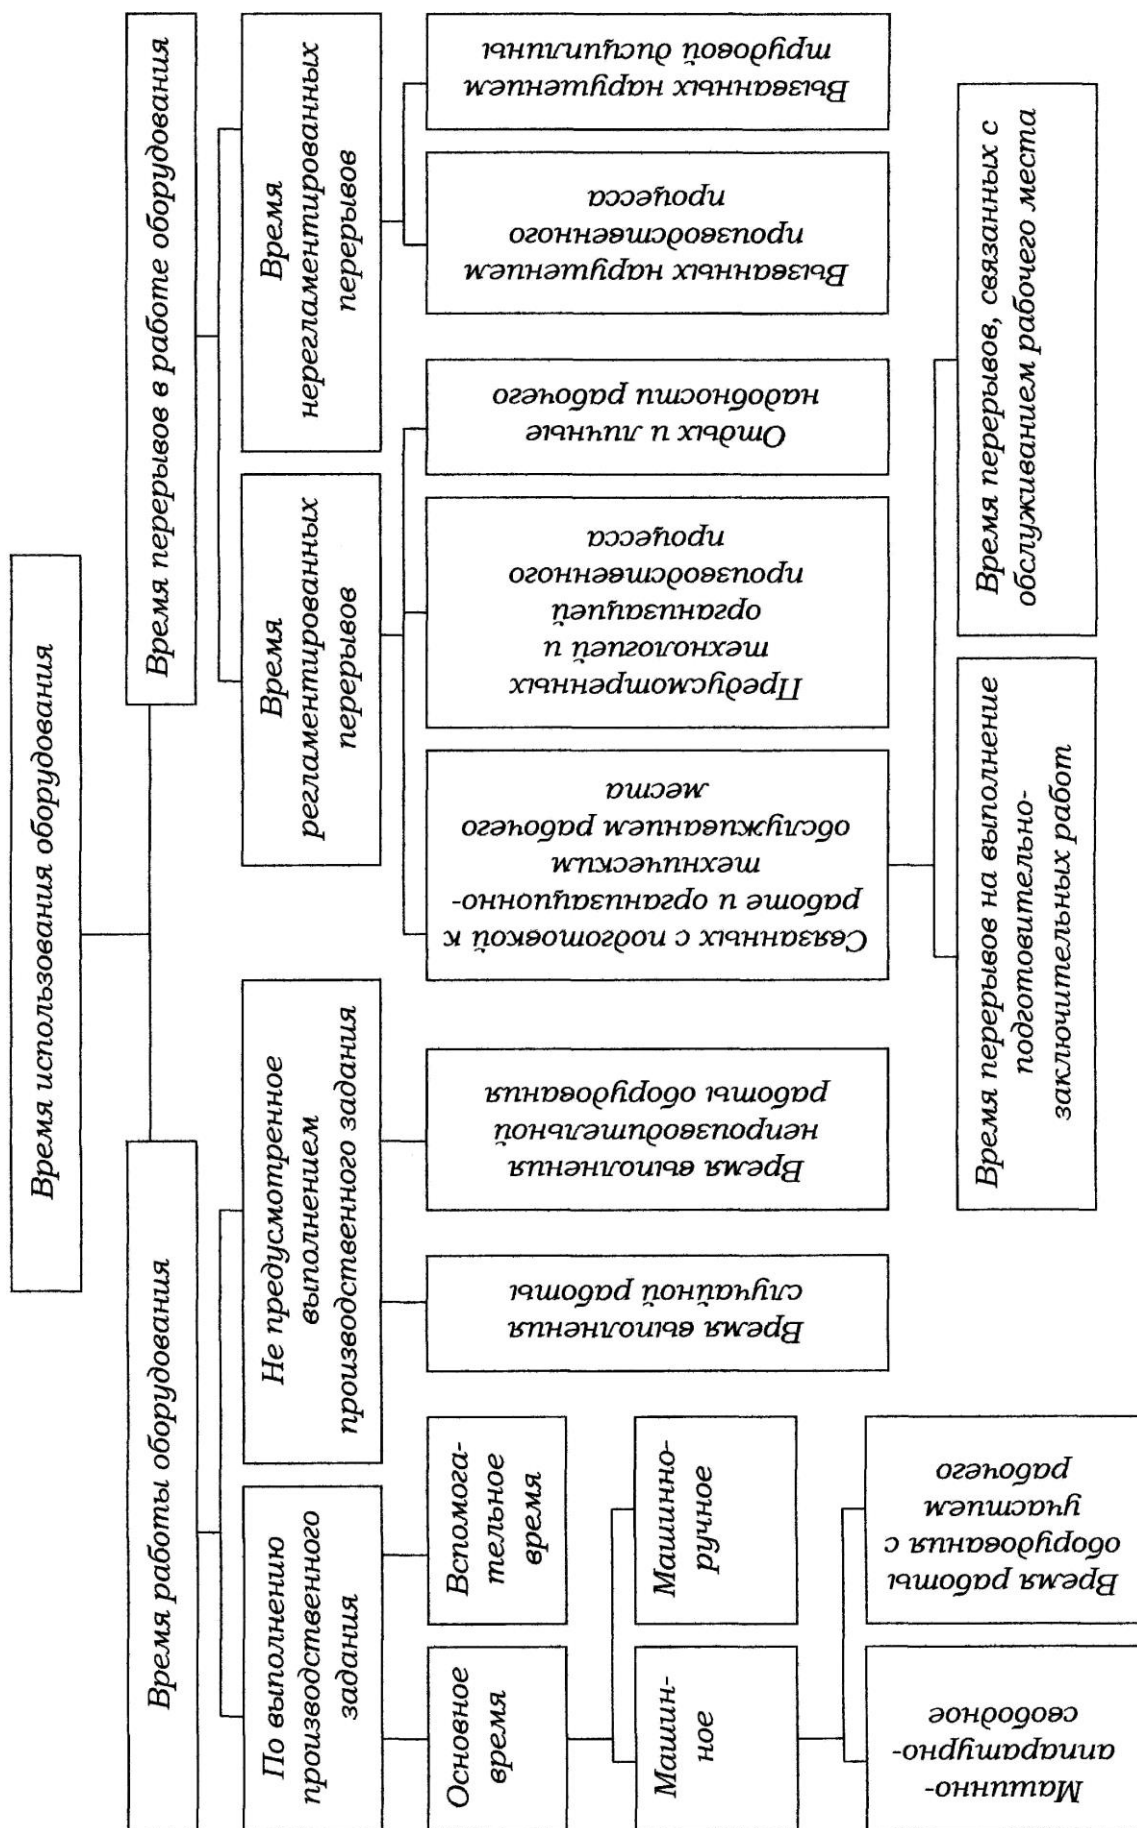 Время использования оборудования
Время работы оборудования
Время перерывов в работе оборудования
По выполнению
производственного
задания
Не предусмотренное
выполнением
производственного задания
Время
регламентированных
перерывов
Время
нерегламентированных
перерывов
Основное
время
Вспомога-
тельное
время
Время выполнения
случайной работы
Время выполнения
непроизводительной
работы оборудования
Связанных с подготовкой к
работе и организационно-
техническим
обслуживанием рабочего
места
Предусмотренных
технологией и
организацией
производственного
процесса
Отдых и личные
надобности рабочего
Вызванных нарушением
производственного
процесса
Вызванных нарушением
трудовой дисциплины
Машин-
ное
Машинно-
ручное
Машинно-
аппаратурно-
свободное
Время работы
оборудования с
участием
рабочего
Время перерывов на выполнение
подготовительно-
заключительных работ
Время перерывов, связанных с
обслуживанием рабочего места